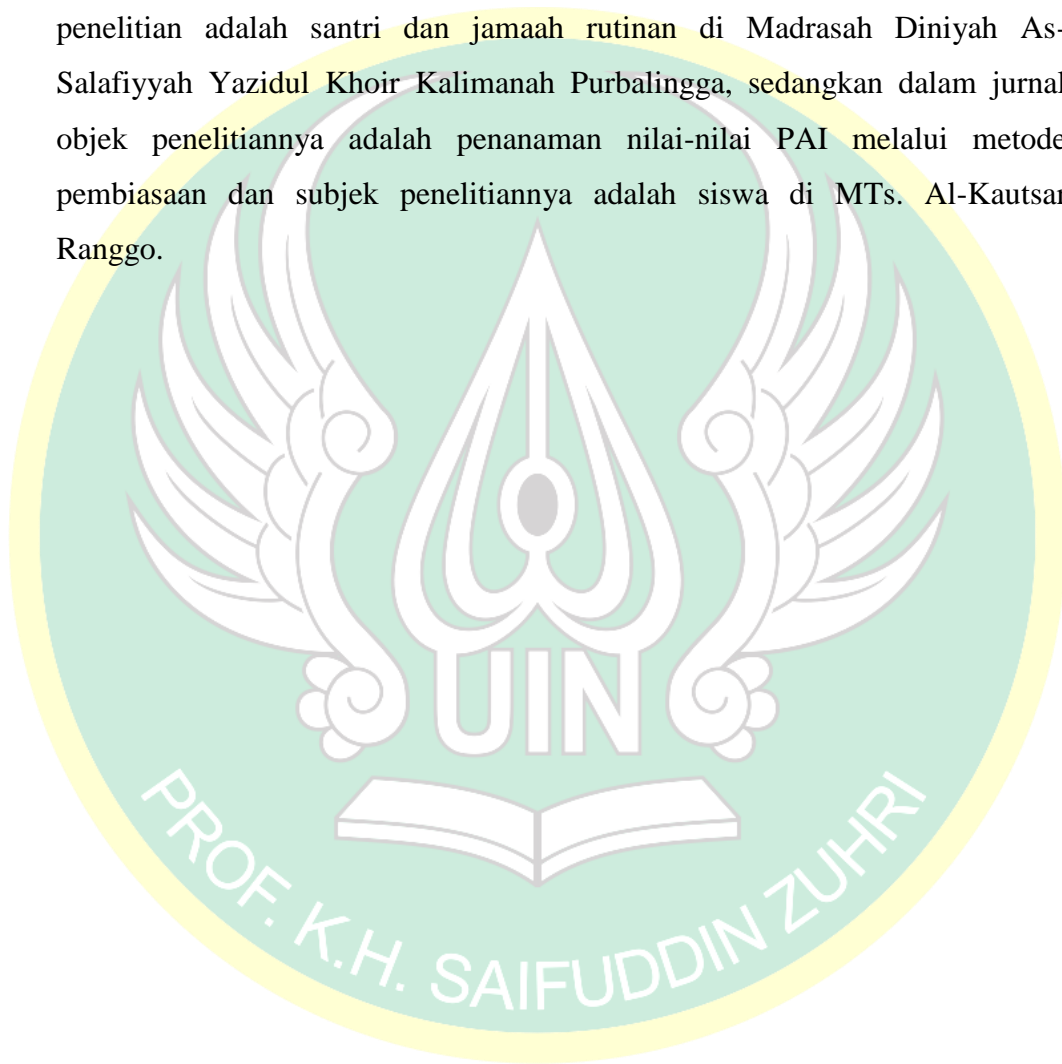 penelitian adalah santri dan jamaah rutinan di Madrasah Diniyah As-
Salafiyyah Yazidul Khoir Kalimanah Purbalingga, sedangkan dalam jurnal
objek penelitiannya adalah penanaman nilai-nilai PAI melalui metode
pembiasaan dan subjek penelitiannya adalah siswa di MTs. Al-Kautsar
Ranggo.
UIN
PROF. K.H. SAIFUDDIN ZUHRI